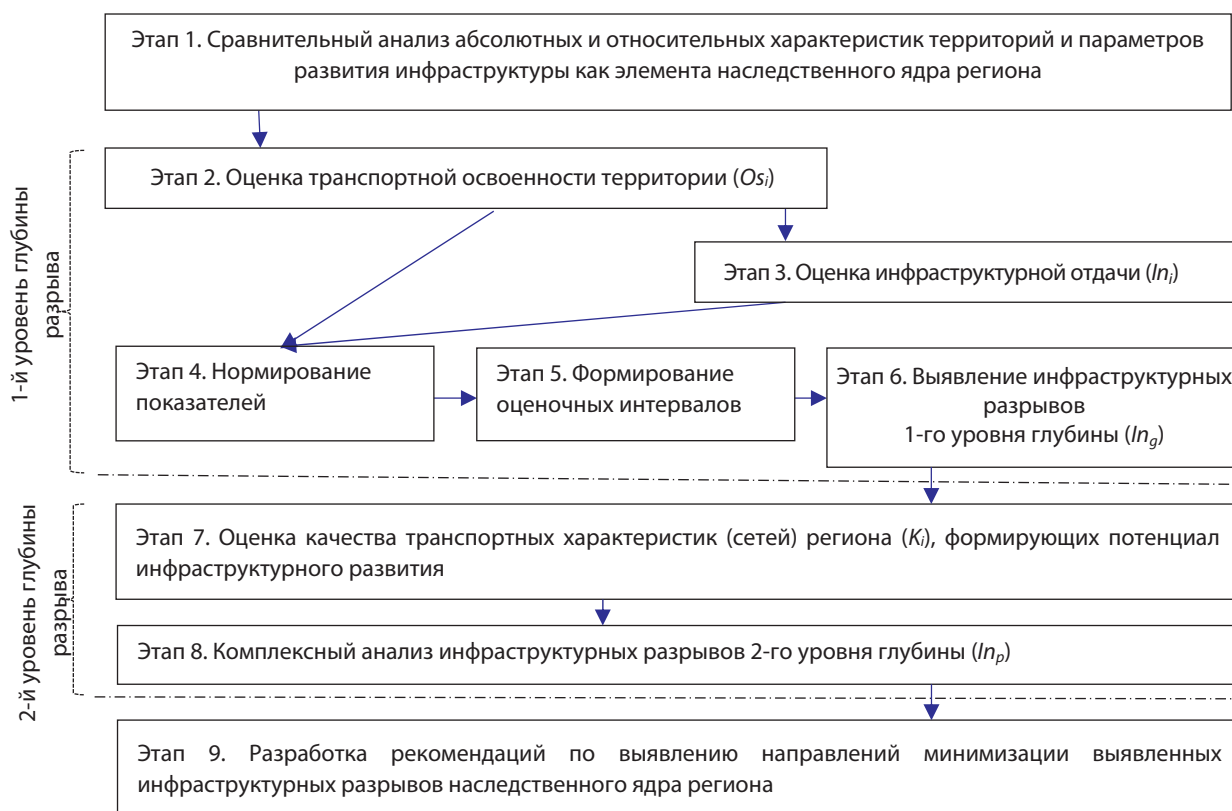 Этап 1. Сравнительный анализ абсолютных и относительных характеристик территорий и параметров
развития инфраструктуры как элемента наследственного ядра региона
1-й уровень глубины
разрыва
Этап 2. Оценка транспортной освоенности территории (Osi)
Этап 3. Оценка инфраструктурной отдачи (Ini)
Этап 4. Нормирование
показателей
Этап 5. Формирование
оценочных интервалов
Этап 6. Выявление инфраструктурных
разрывов
1-го уровня глубины (Ing)
2-й уровень глубины
разрыва
Этап 7. Оценка качества транспортных характеристик (сетей) региона (Ki), формирующих потенциал
инфраструктурного развития
Этап 8. Комплексный анализ инфраструктурных разрывов 2-го уровня глубины (Inp)
Этап 9. Разработка рекомендаций по выявлению направлений минимизации выявленных
инфраструктурных разрывов наследственного ядра региона